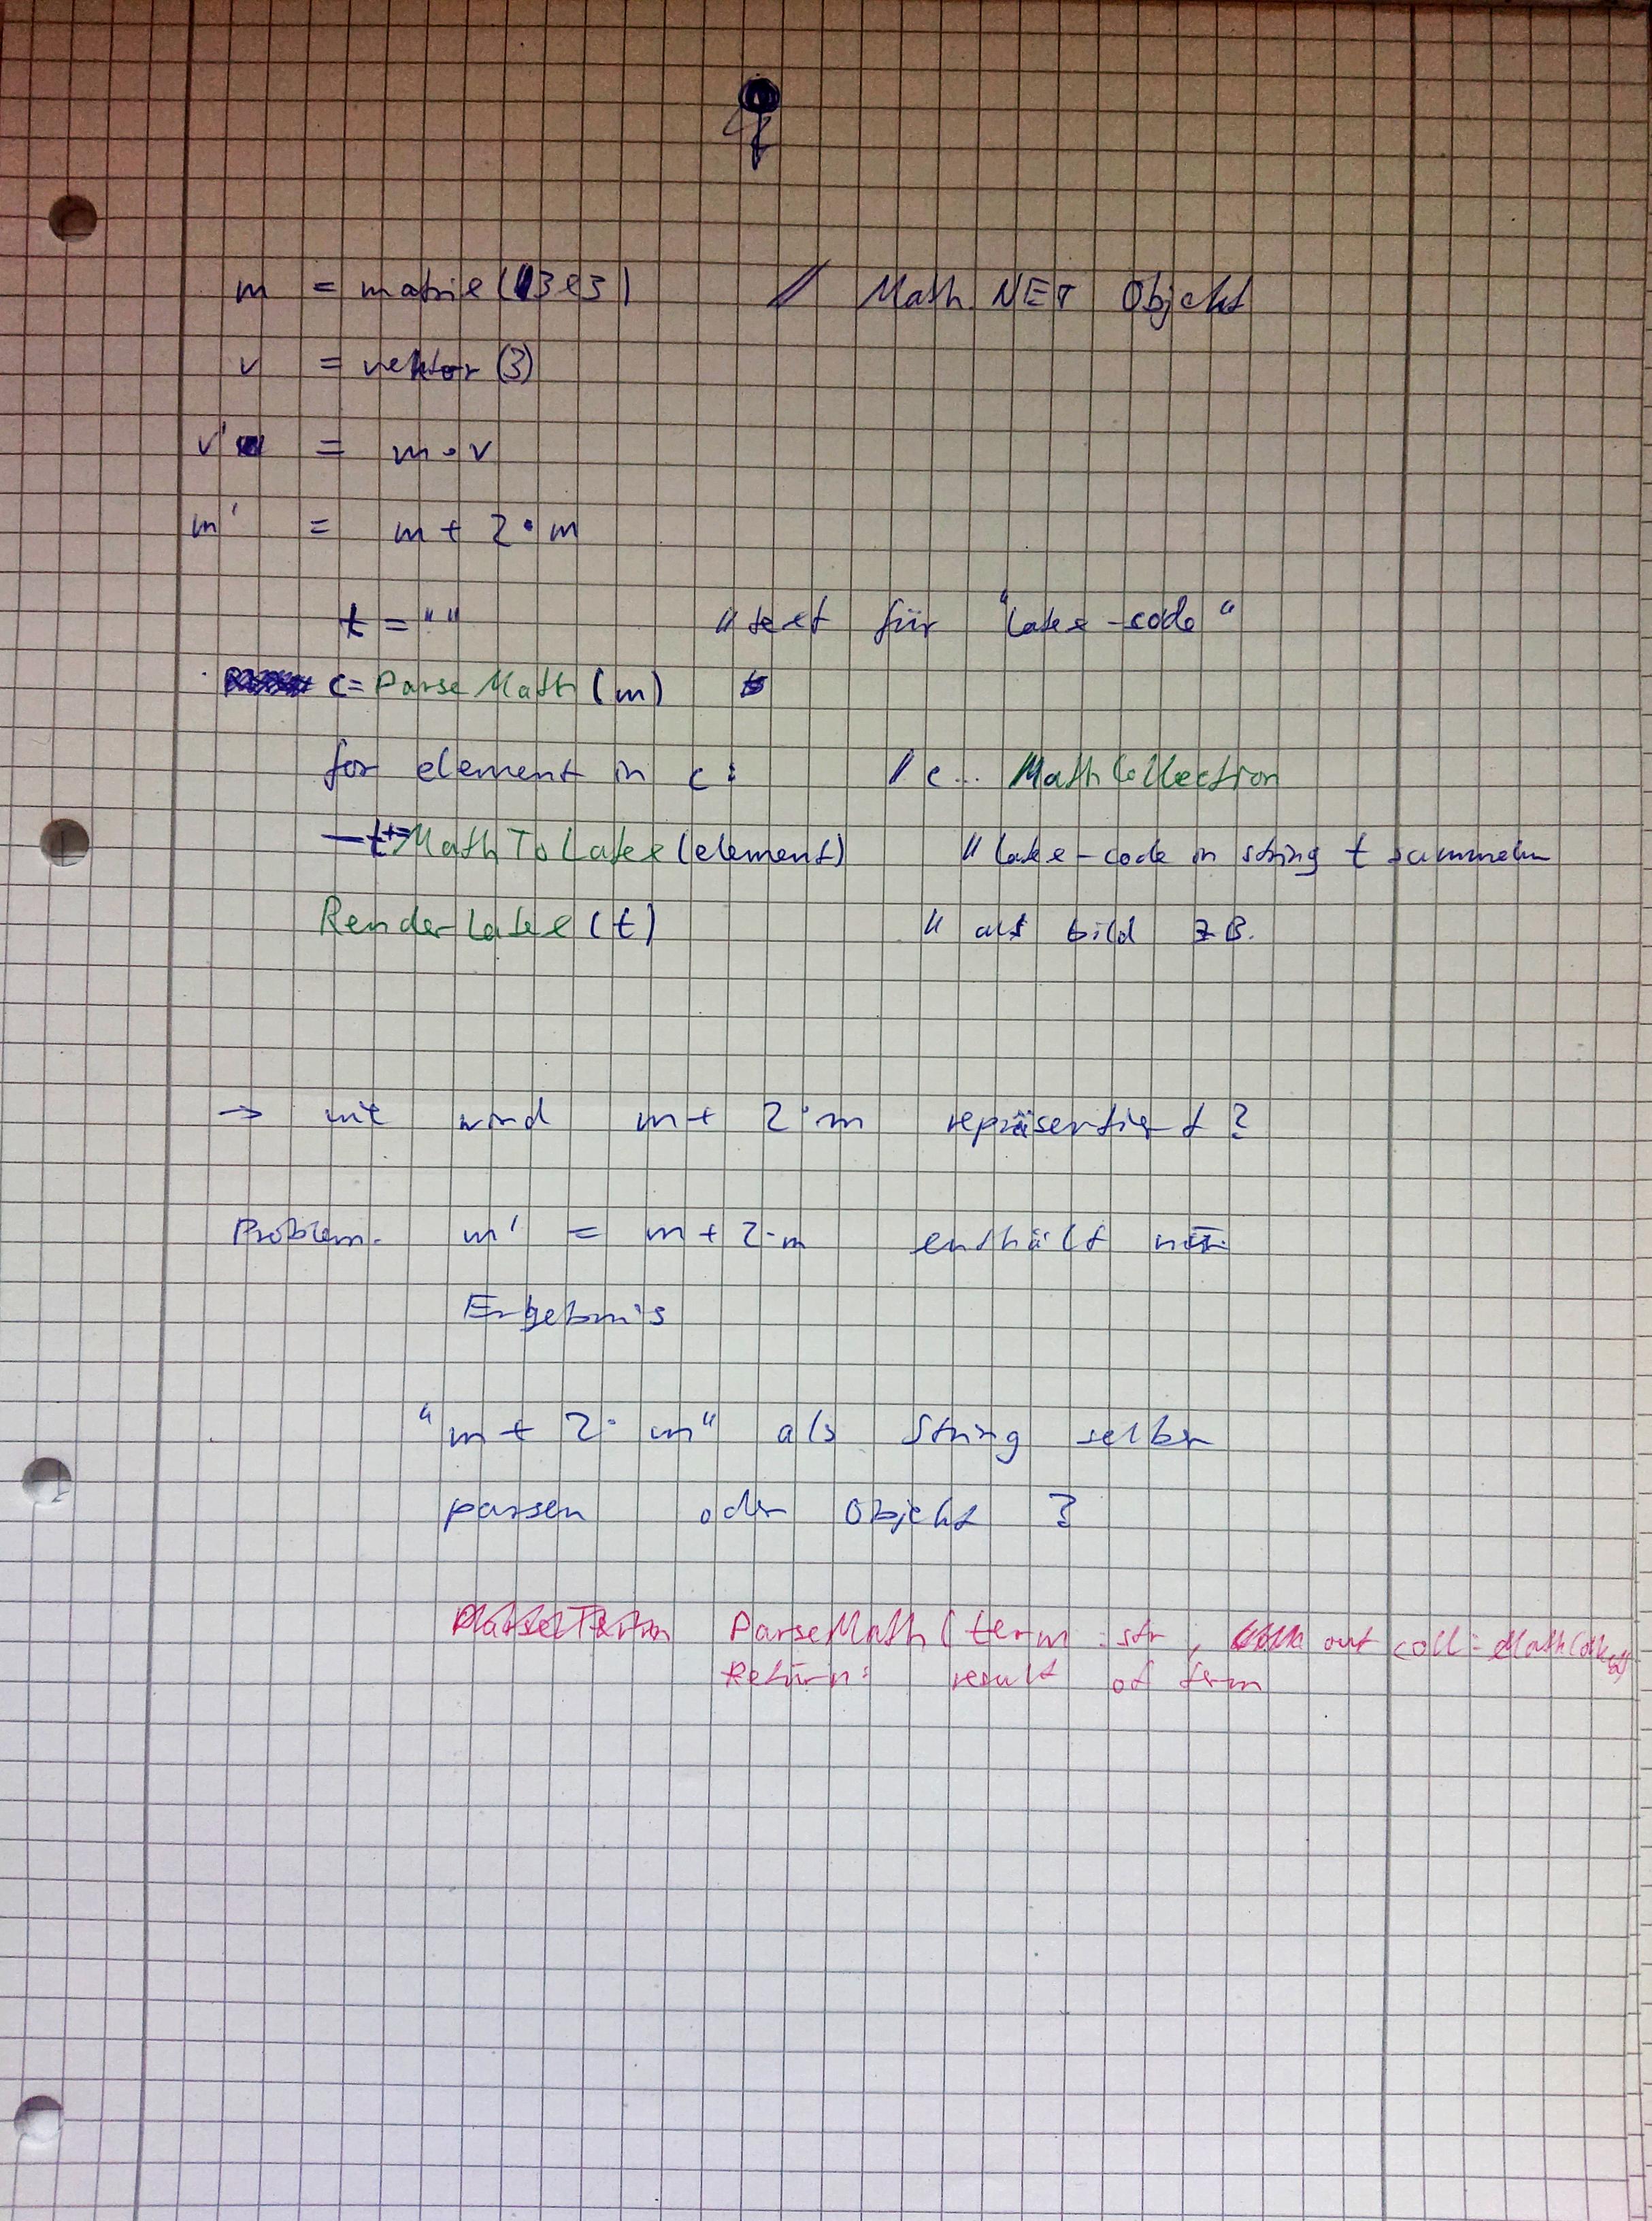 m = matrix(3x3) // Math.NET Objekt
v = vektor(3)
v' = m · v
m' = m + 2 · m
t = "" // text für "latex-code"
c = ParseMath(m)
for element in c: // c... MathCollection
t += MathToLatex(element) // latex-code in string t sammeln
RenderLatex(t) // als bild z.B.
→ wie wird m + 2 · m repräsentiert?
Problem: m' = m + 2 · m enthält nur
Ergebnis
"m + 2 · m" als String selber
parsen oder Objekt?
ParseMath(term: str, out coll: MathColl
Return: result of term